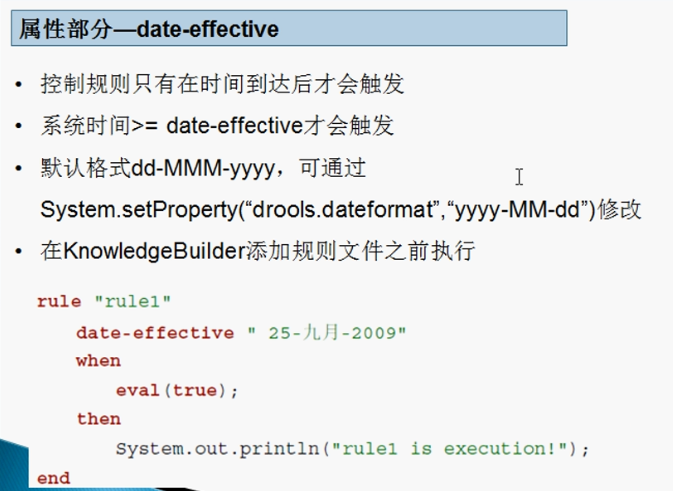 属性部分—date-effective
• 控制规则只有在时间到达后才会触发
• 系统时间>= date-effective才会触发
• 默认格式dd-MMM-yyyy，可通过
System.setProperty(“drools.dateformat”,“yyyy-MM-dd”)修改
• 在KnowledgeBuilder添加规则文件之前执行
rule "rule1"
date-effective " 25-九月-2009"
when
eval(true);
then
System.out.println("rule1 is execution!");
end